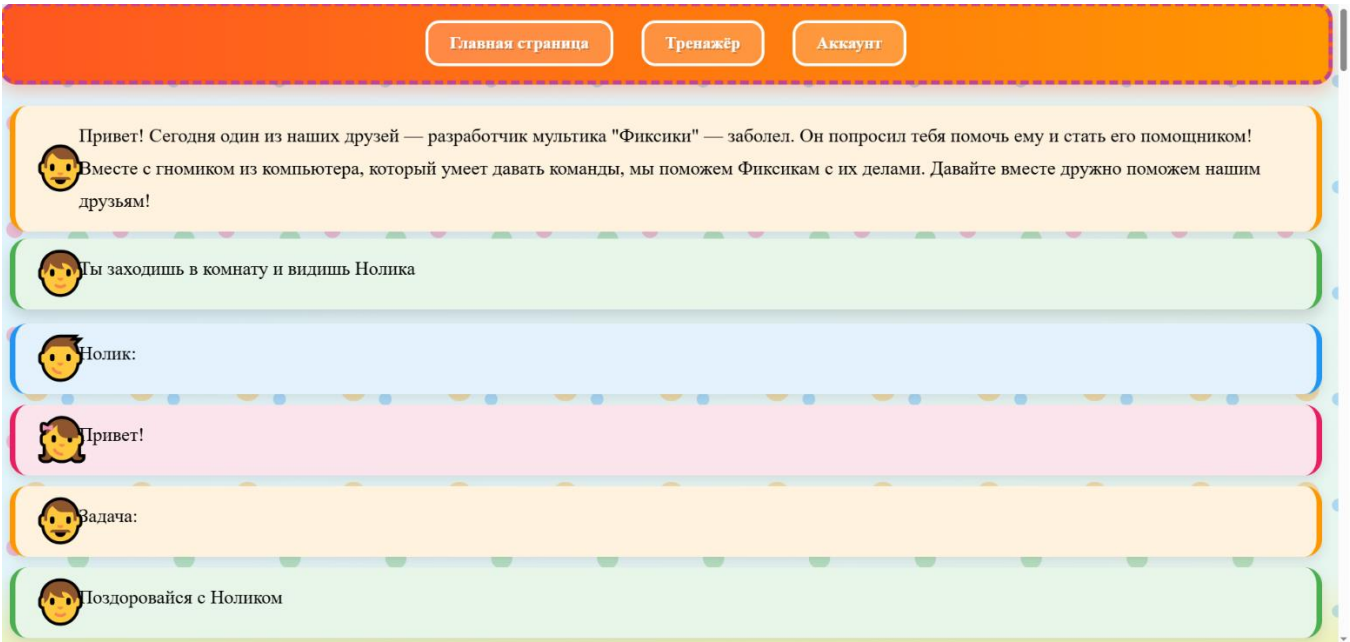 Главная страница
Тренажёр
Аккаунт
Привет! Сегодня один из наших друзей — разработчик мультика "Фиксики" — заболел. Он попросил тебя помочь ему и стать его помощником!
Вместе с гномиком из компьютера, который умеет давать команды, мы поможем Фиксикам с их делами. Давайте вместе дружно поможем нашим
друзьям!
Ты заходишь в комнату и видишь Нолика
Нолик:
Привет!
Задача:
Поздоровайся с Ноликом